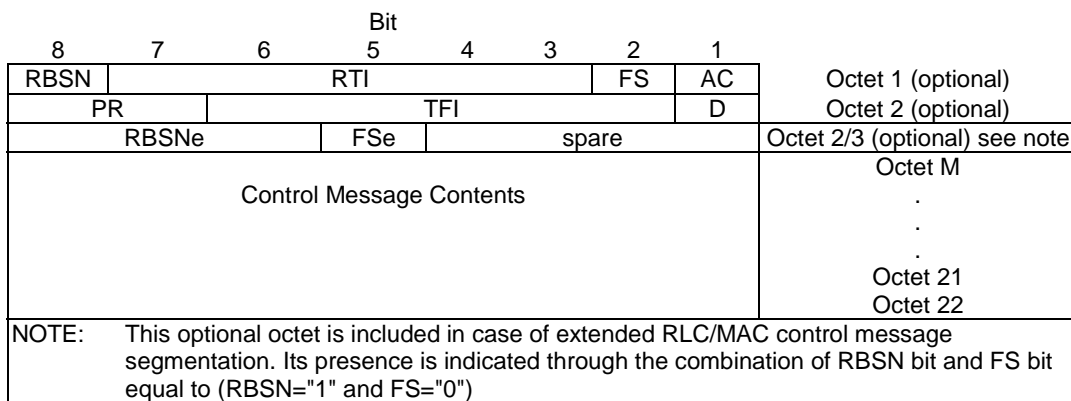 Bit
8 7 6 5 4 3 2 1
RBSN RTI FS AC Octet 1 (optional)
PR TFI D Octet 2 (optional)
RBSNe FSe spare Octet 2/3 (optional) see note
Octet M
Control Message Contents .
.
.
Octet 21
Octet 22
NOTE: This optional octet is included in case of extended RLC/MAC control message
segmentation. Its presence is indicated through the combination of RBSN bit and FS bit
equal to (RBSN="1" and FS="0")